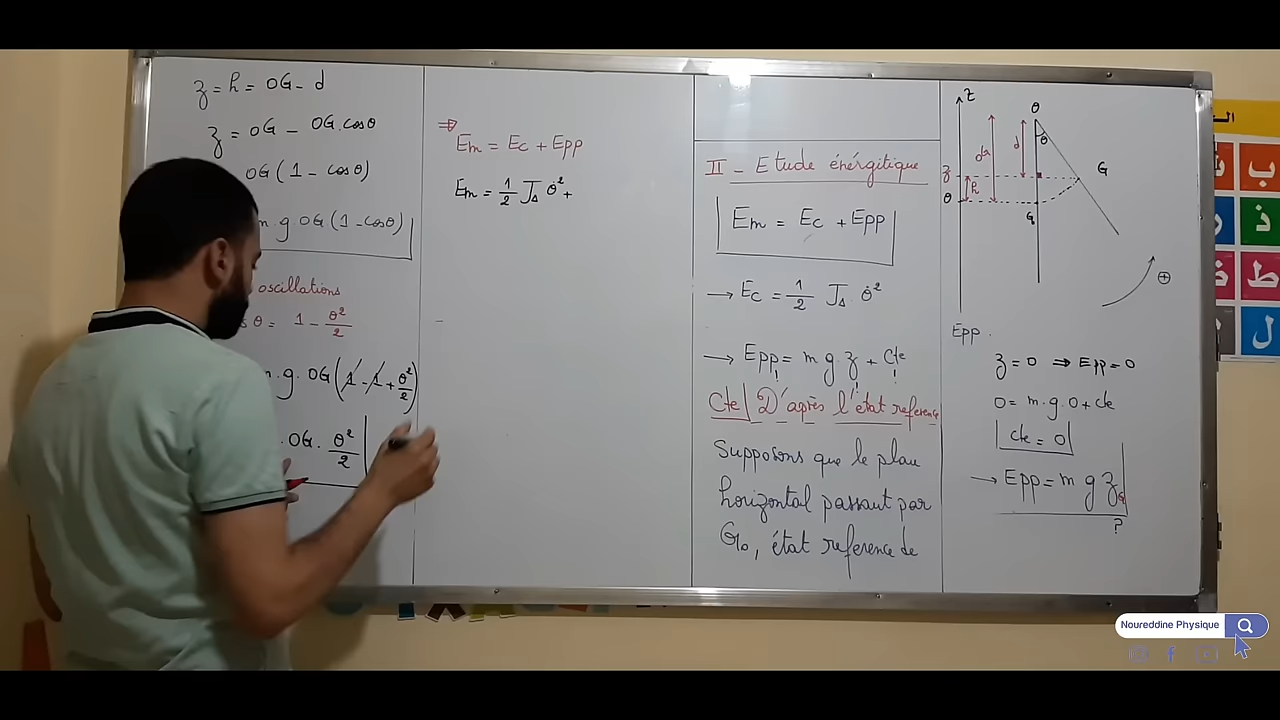 z = h = OG - d
z = OG - OG.cosθ
OG(1 - cosθ)
m.g.OG(1 - cosθ)
oscillations
θ = 1 - θ²/2
.g.OG(1 - 1 + θ²/2)
.OG.θ²/2
⇒
Em = Ec + Epp
Em = 1/2 JΔ θ̇² +
II - Etude énérgitique
Em = Ec + Epp
→ Ec = 1/2 JΔ θ̇²
→ Epp = m g z + Cte
Cte| D'après l'état reference
Supposons que le plan
horizontal passant par
G₀, état reference de
z
θ
θ
d
G
z
h
0
G
⊕
Epp.
z = 0 ⇒ Epp = 0
0 = m.g.0 + cte
cte = 0
→ Epp = m g z
?
ذ
ط
ل
Noureddine Physique